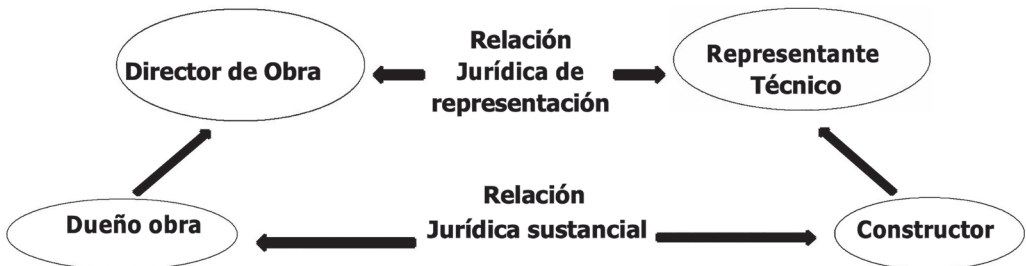 Director de Obra
Relación
Jurídica de
representación
Representante
Técnico
Dueño obra
Relación
Jurídica sustancial
Constructor